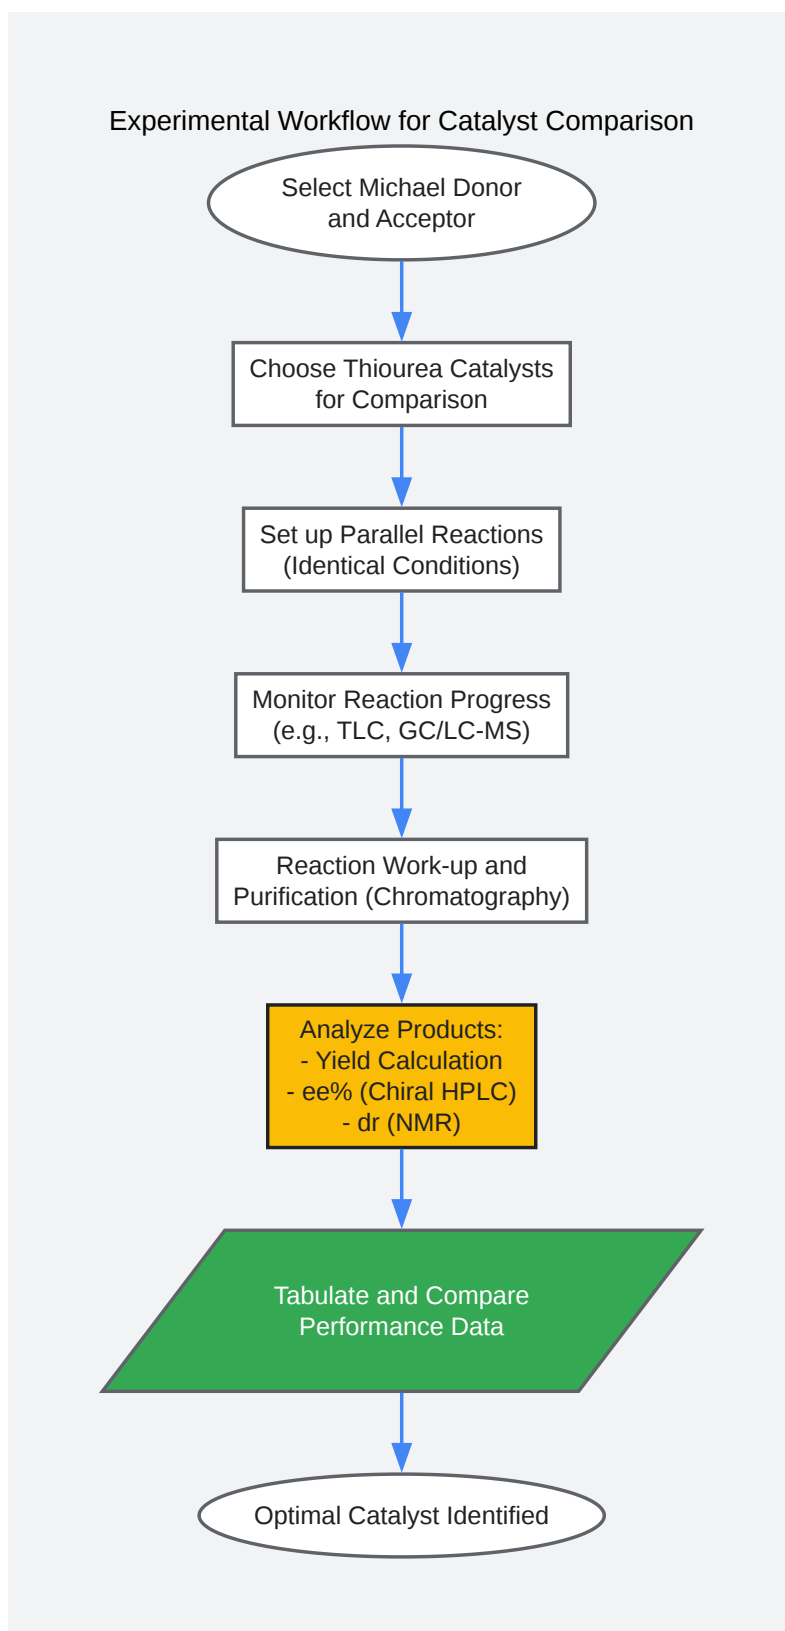 Experimental Workflow for Catalyst Comparison
Select Michael Donor
and Acceptor
Choose Thiourea Catalysts
for Comparison
Set up Parallel Reactions
(Identical Conditions)
Monitor Reaction Progress
(e.g., TLC, GC/LC-MS)
Reaction Work-up and
Purification (Chromatography)
Analyze Products:
- Yield Calculation
- ee% (Chiral HPLC)
- dr (NMR)
Tabulate and Compare
Performance Data
Optimal Catalyst Identified